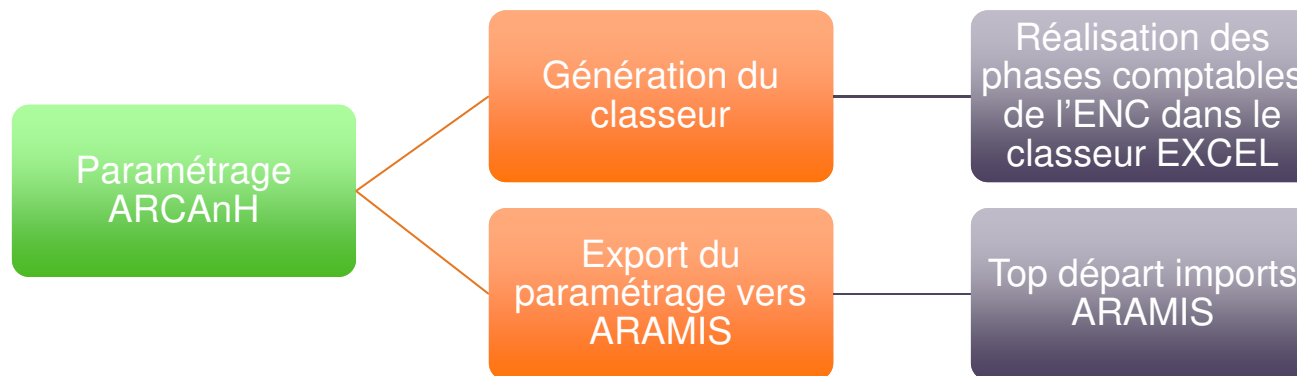 Paramétrage
ARCAnH
Génération du
classeur
Réalisation des
phases comptables
de l'ENC dans le
classeur EXCEL
Export du
paramétrage vers
ARAMIS
Top départ imports
ARAMIS